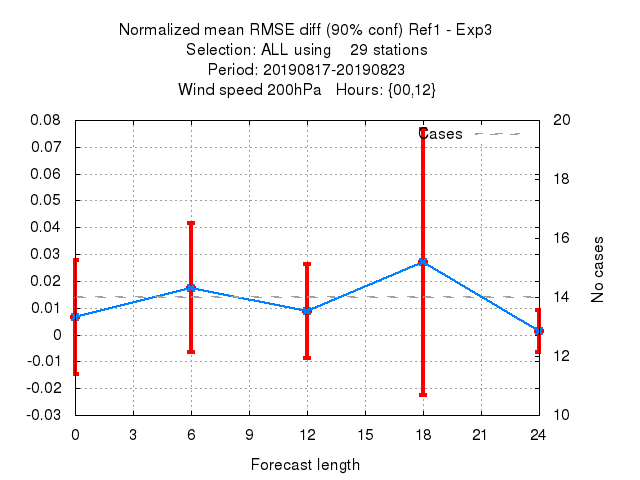 Normalized mean RMSE diff (90% conf) Ref1 - Exp3
Selection: ALL using    29 stations
Period: 20190817-20190823
Wind speed 200hPa   Hours: {00,12}
Cases
0.08
0.07
0.06
0.05
0.04
0.03
0.02
0.01
0
-0.01
-0.02
-0.03
20
18
16
14
12
10
No cases
0 3 6 9 12 15 18 21 24
Forecast length